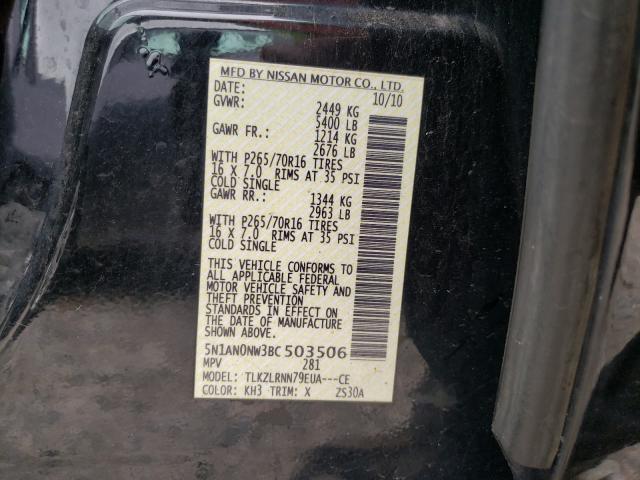 MFD BY NISSAN MOTOR CO., LTD.
DATE: 10/10
GVWR: 2449 KG
5400 LB
GAWR FR.: 1214 KG
2676 LB
WITH P265/70R16 TIRES
16 X 7.0 RIMS AT 35 PSI
COLD SINGLE
GAWR RR.: 1344 KG
2963 LB
WITH P265/70R16 TIRES
16 X 7.0 RIMS AT 35 PSI
COLD SINGLE
THIS VEHICLE CONFORMS TO
ALL APPLICABLE FEDERAL
MOTOR VEHICLE SAFETY AND
THEFT PREVENTION
STANDARDS IN EFFECT ON
THE DATE OF MANUFACTURE
SHOWN ABOVE.
5N1AN0NW3BC503506
MPV 281
MODEL: TLKZLRNN79EUA---CE
COLOR: KH3 TRIM: X ZS30A